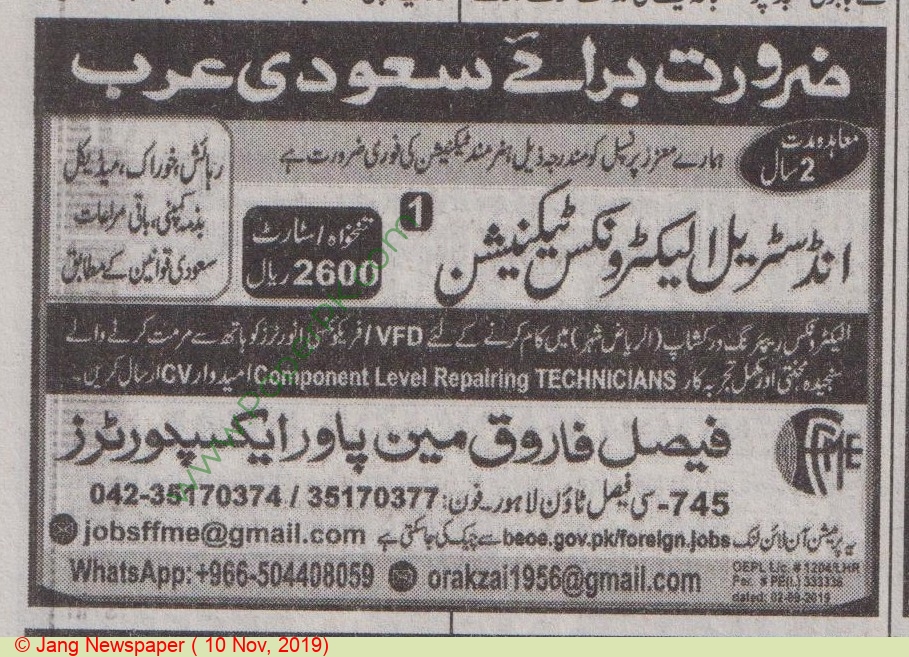 ضرورت برائے سعودی عرب
معاہدہ مدت
2 سال
ہمارے معزز پرنسپل کو مندرجہ ذیل ہنرمند ٹیکنیشن کی فوری ضرورت ہے
رہائش، خوراک، میڈیکل
بذمہ کمپنی، باقی مراعات
سعودی قوانین کے مطابق
انڈسٹریل الیکٹرونکس ٹیکنیشن
1
تنخواہ اسٹارٹ
2600 ریال
الیکٹرونکس ریپیرنگ ورکشاپ (الریاض شہر) میں کام کرنے کے لئے VFD / فریکونسی انورٹرز کو ہاتھ سے مرمت کرنے والے
سنجیدہ محنتی اور مکمل تجربہ کار Component Level Repairing TECHNICIANS امیدوار CV ارسال کریں۔
FFME
فیصل فاروق مین پاور ایکسپورٹرز
745-سی فیصل ٹاؤن لاہور۔ فون: 042-35170374 / 35170377
یہ پرمیشن آن لائن لنک beoe.gov.pk/foreign.jobs سے چیک کی جاسکتی ہے
jobsffme@gmail.com
WhatsApp: +966-504408059
orakzai1956@gmail.com
OEPL Lic. # 1204/LHR
Per. # PE(L) 333336
dated: 02-09-2019
© Jang Newspaper ( 10 Nov, 2019)